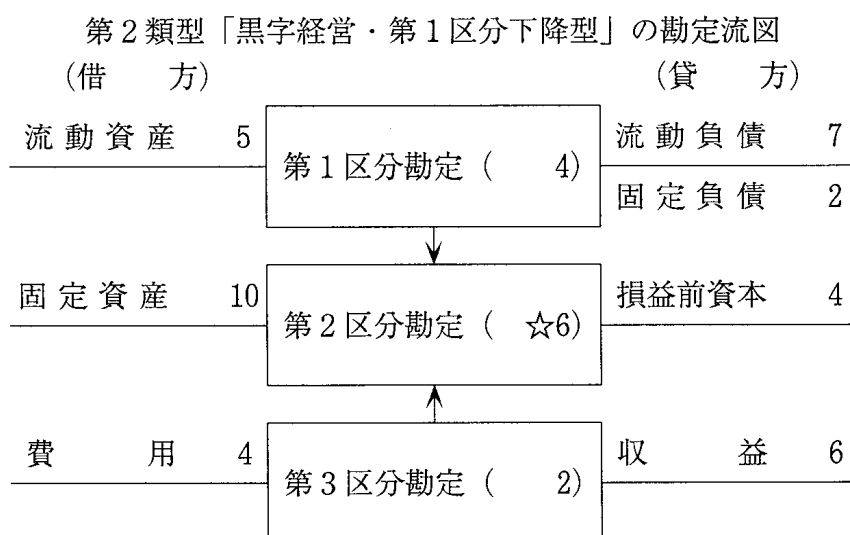 第2類型「黒字経営・第1区分下降型」の勘定流図
(借 方) (貸 方)
流動資産 5 第1区分勘定 ( 4) 流動負債 7
固定負債 2
固定資産 10 第2区分勘定 ( ☆6) 損益前資本 4
費 用 4 第3区分勘定 ( 2) 収 益 6